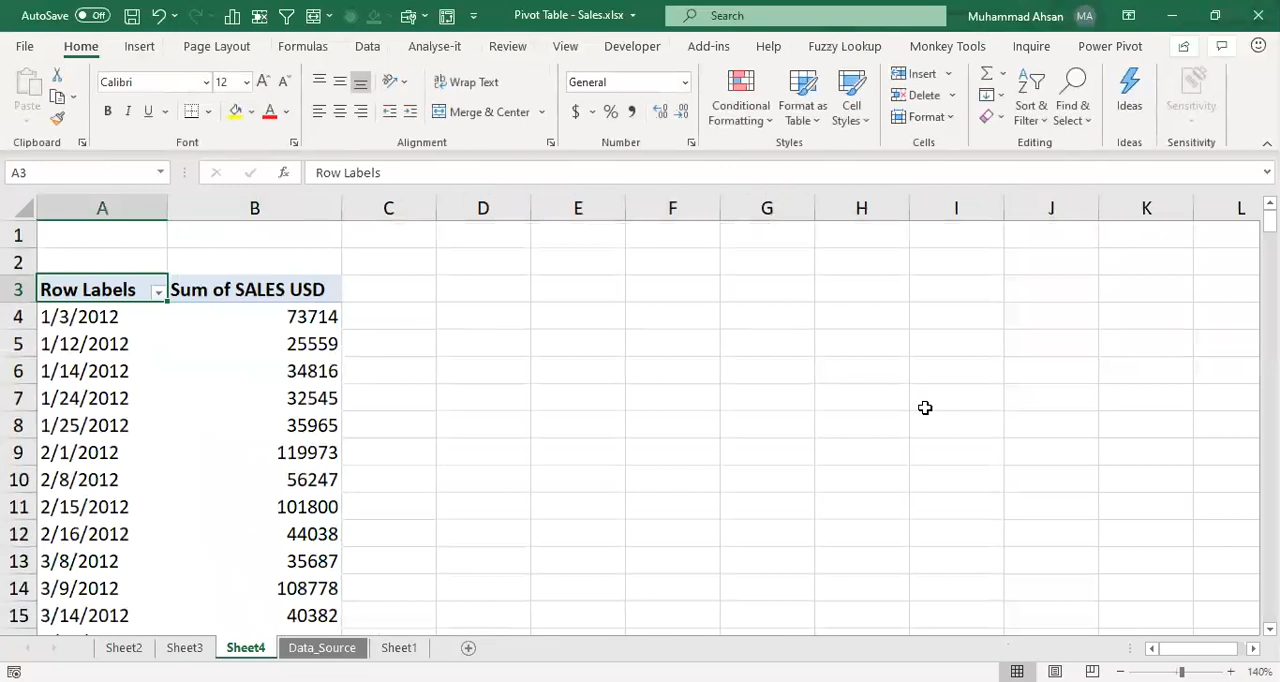 AutoSave Off Pivot Table - Sales.xlsx Search Muhammad Ahsan MA
File Home Insert Page Layout Formulas Data Analyse-it Review View Developer Add-ins Help Fuzzy Lookup Monkey Tools Inquire Power Pivot
Paste Calibri 12 Wrap Text General Conditional Formatting Format as Table Cell Styles Insert Sort & Filter Find & Select Ideas Sensitivity
B I U A Merge & Center $ % Delete
Format
Clipboard Font Alignment Number Styles Cells Editing Ideas Sensitivity
A3 fx Row Labels
A B C D E F G H I J K L
1
2
3 Row Labels Sum of SALES USD
4 1/3/2012 73714
5 1/12/2012 25559
6 1/14/2012 34816
7 1/24/2012 32545
8 1/25/2012 35965
9 2/1/2012 119973
10 2/8/2012 56247
11 2/15/2012 101800
12 2/16/2012 44038
13 3/8/2012 35687
14 3/9/2012 108778
15 3/14/2012 40382
Sheet2 Sheet3 Sheet4 Data_Source Sheet1
140%